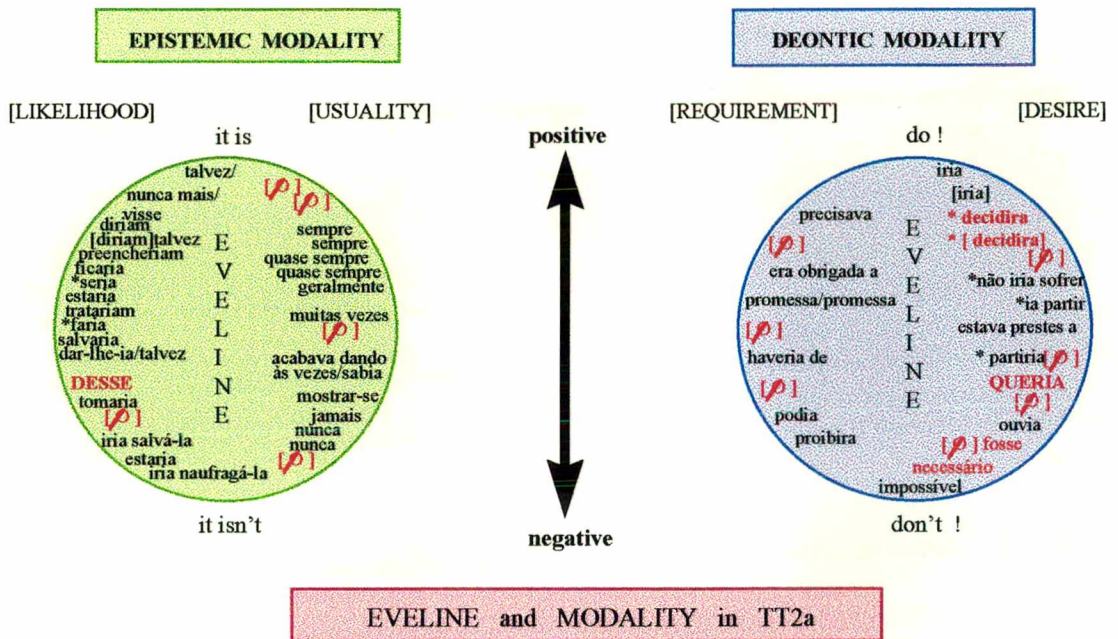 EPISTEMIC MODALITY
DEONTIC MODALITY
[LIKELIHOOD]
[USUALITY]
it is
talvez/
nunca mais/
visse
diriam
[diriam]talvez
preencheriam
ficaria
*seria
estaria
tratariam
*faria
salvaria
dar-lhe-ia/talvez
DESSE
tomaria
[ϕ]
iria salvá-la
estaria
iria naufragá-la
E
V
E
L
I
N
E
[ϕ]
[ϕ]
sempre
sempre
quase sempre
quase sempre
geralmente
muitas vezes
[ϕ]
acabava dando
às vezes/sabia
mostrar-se
jamais
nunca
nunca
[ϕ]
it isn't
positive
negative
[REQUIREMENT]
[DESIRE]
do !
precisava
[ϕ]
era obrigada a
promessa/promessa
[ϕ]
haveria de
[ϕ]
podia
proibira
E
V
E
L
I
N
E
iria
[iria]
* decidira
* [ decidira]
[ϕ]
*não iria sofrer
*ia partir
estava prestes a
* partiria[ϕ]
QUERIA
[ϕ]
ouvia
[ϕ] fosse
necessário
impossível
don't !
EVELINE and MODALITY in TT2a